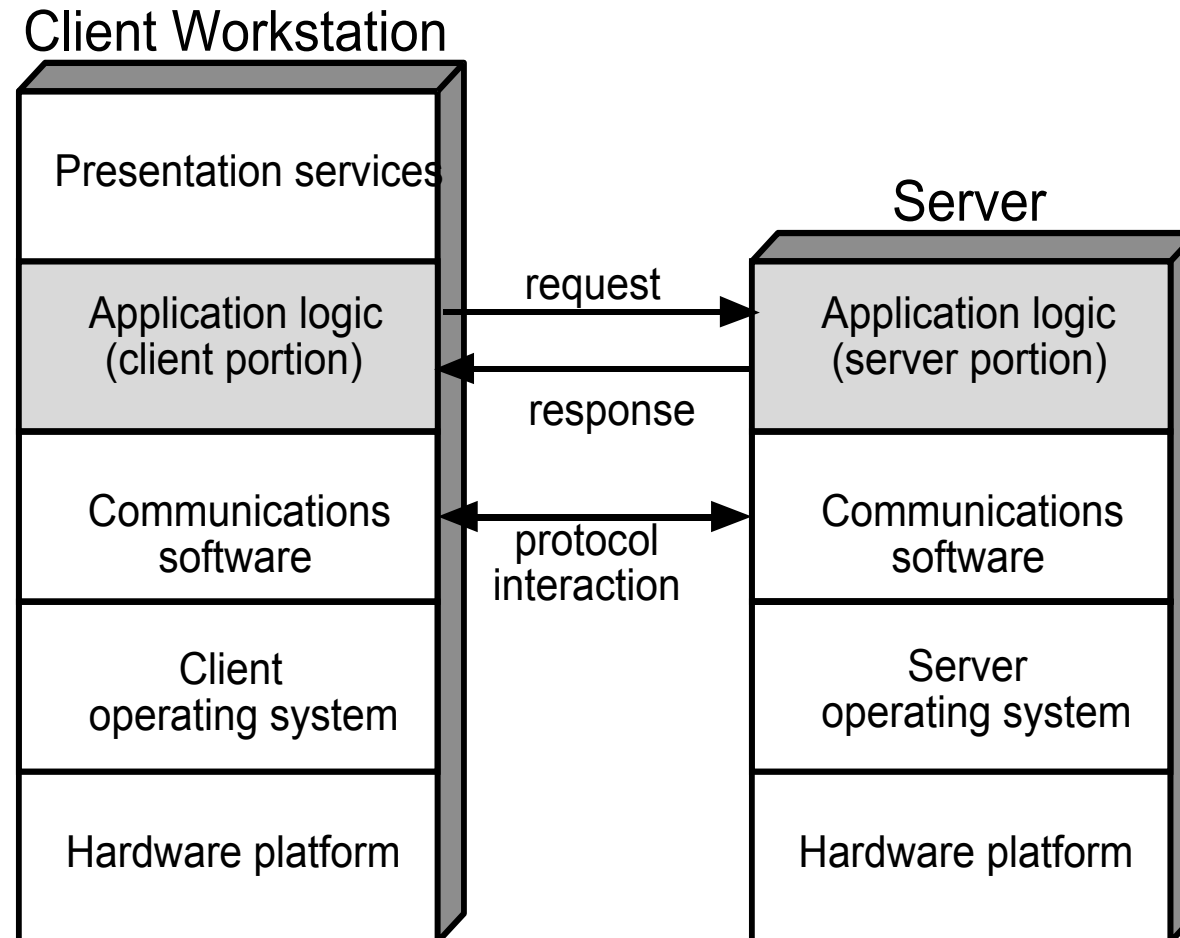 Client Workstation
Presentation services
Application logic
(client portion)
Communications
software
Client
operating system
Hardware platform
request
response
protocol
interaction
Server
Application logic
(server portion)
Communications
software
Server
operating system
Hardware platform